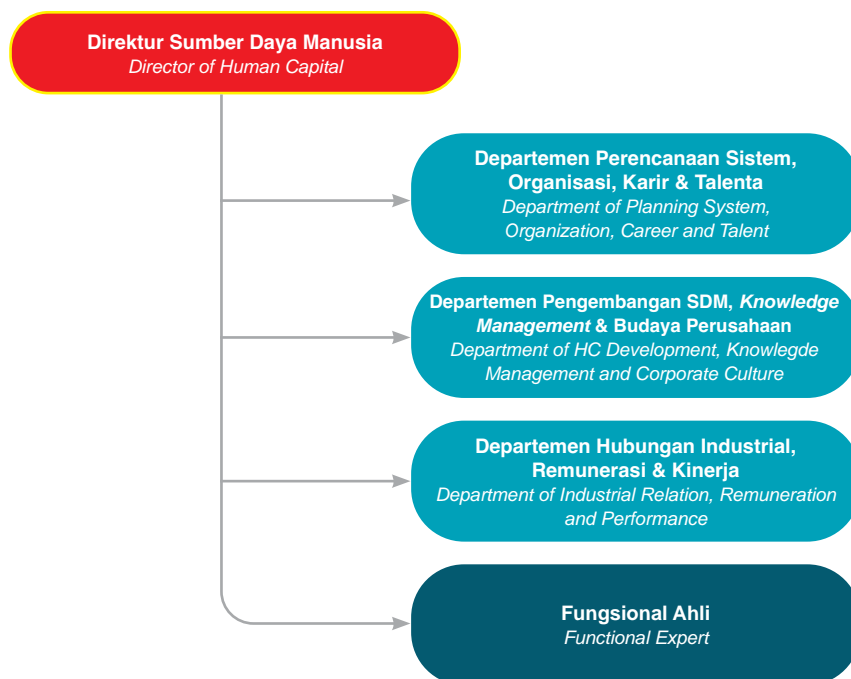 Direktur Sumber Daya Manusia
Director of Human Capital
Departemen Perencanaan Sistem,
Organisasi, Karir & Talenta
Department of Planning System,
Organization, Career and Talent
Departemen Pengembangan SDM, Knowledge
Management & Budaya Perusahaan
Department of HC Development, Knowlegde
Management and Corporate Culture
Departemen Hubungan Industrial,
Remunerasi & Kinerja
Department of Industrial Relation, Remuneration
and Performance
Fungsional Ahli
Functional Expert